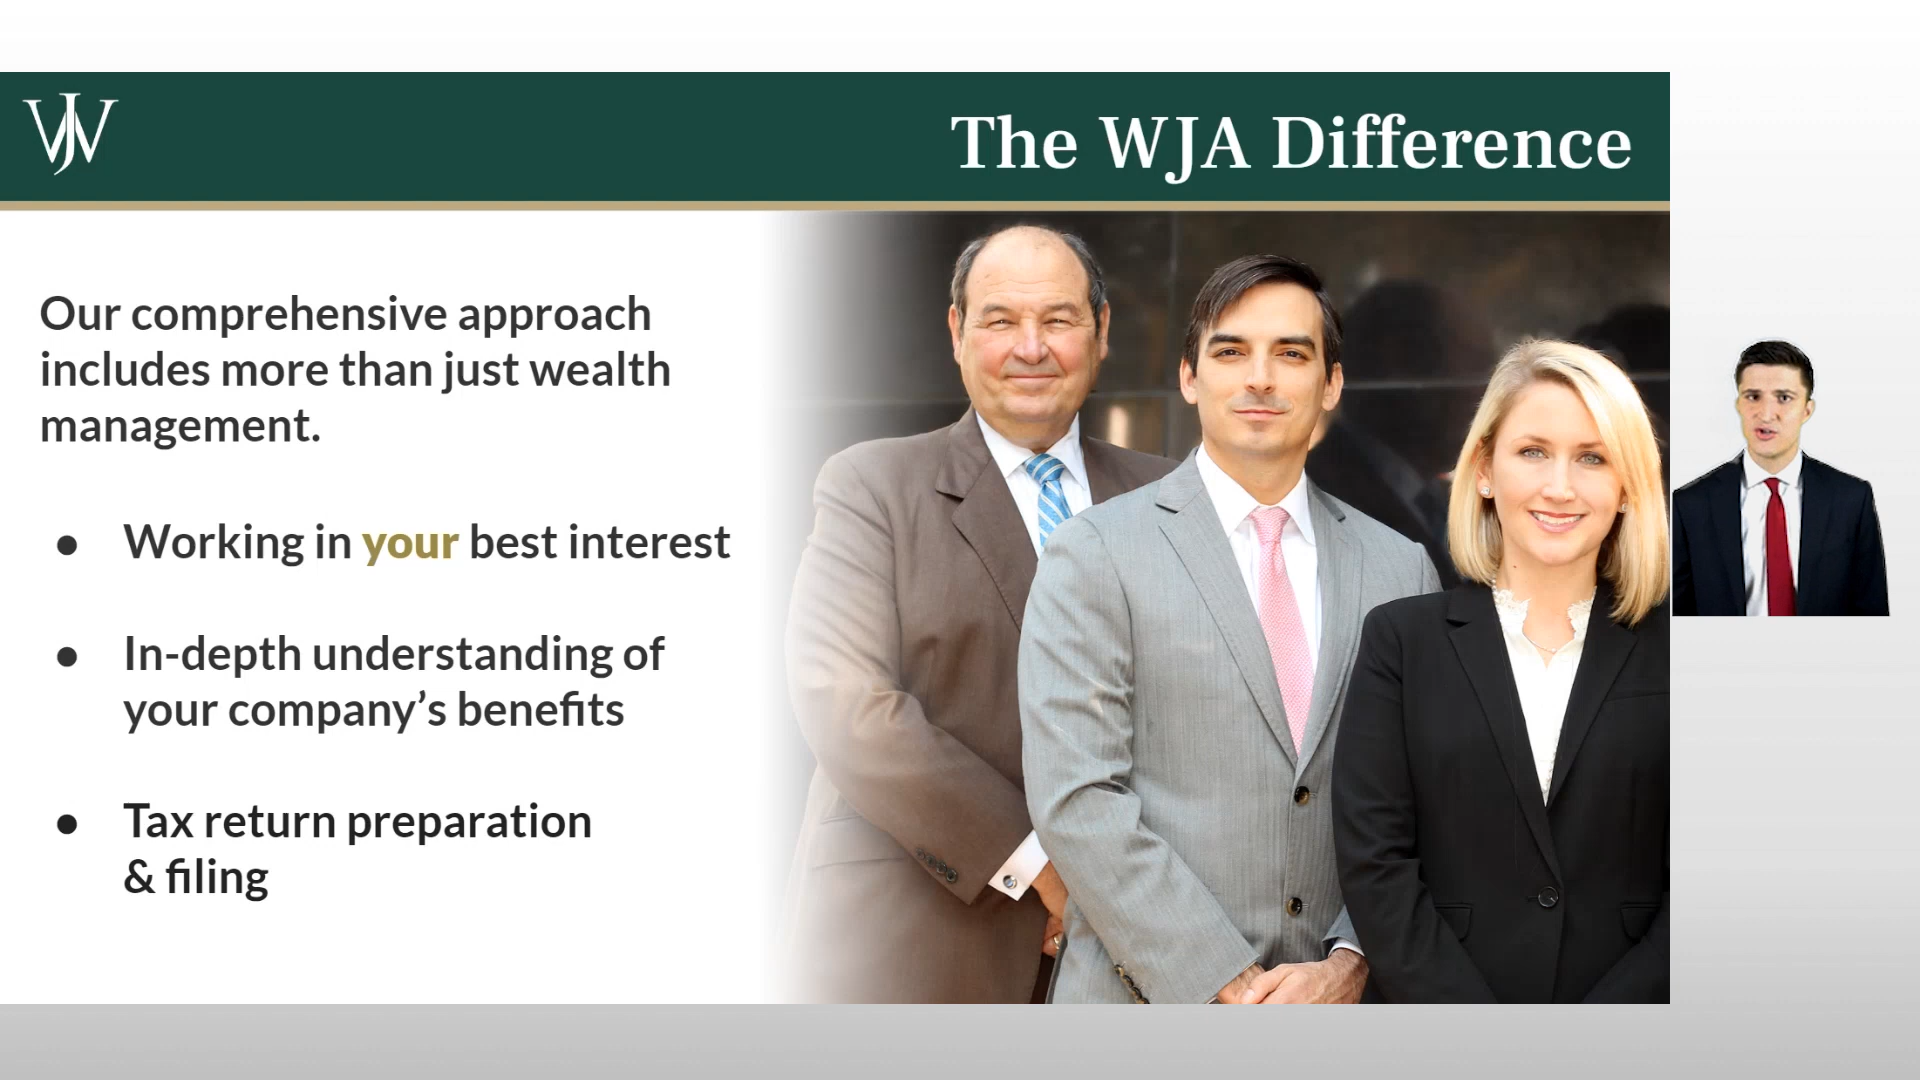 WJ
The WJA Difference
Our comprehensive approach
includes more than just wealth
management.
● Working in your best interest
● In-depth understanding of
your company’s benefits
● Tax return preparation
& filing